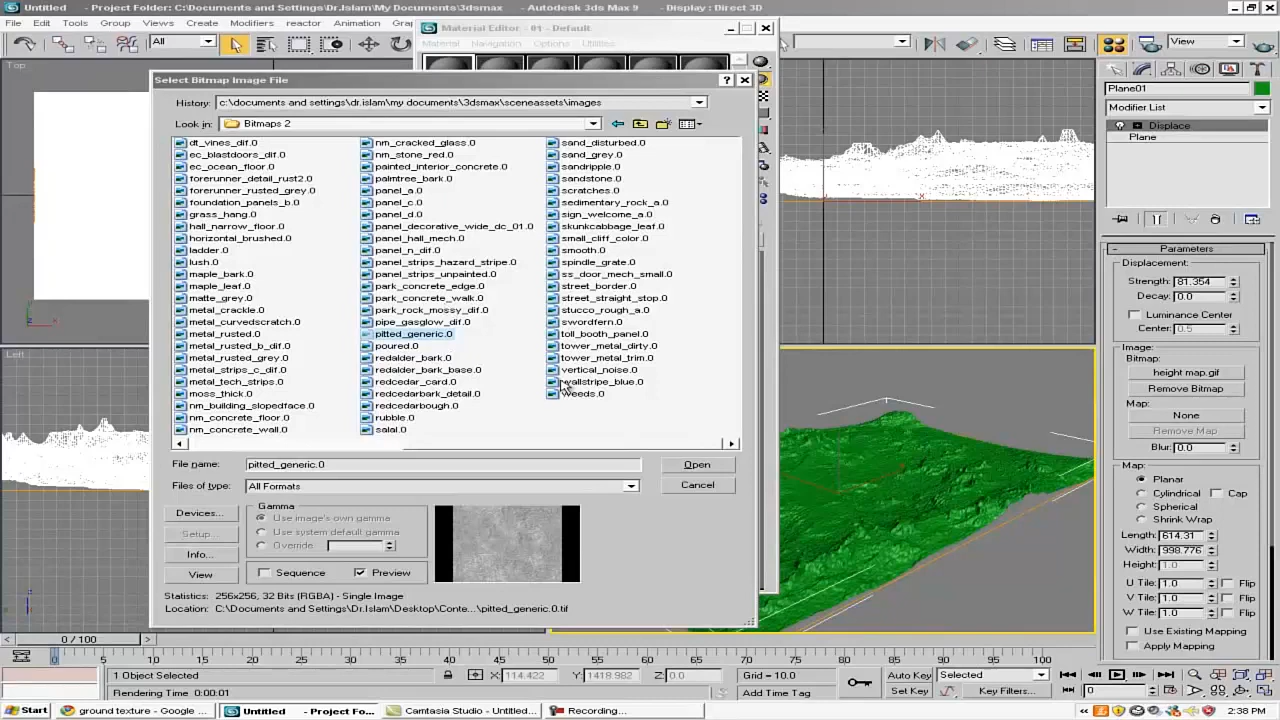 Untitled - Project Folder: C:\Documents and Settings\Dr.Islam\My Documents\3dsmax - Autodesk 3ds Max 9 - Display : Direct 3D
File Edit Tools Group Views Create Modifiers reactor Animation
Material Editor - 01 - Default
Material Navigation Options Utilities
All
Top
Select Bitmap Image File
History: c:\documents and settings\dr.islam\my documents\3dsmax\sceneassets\images
Look in: Bitmaps 2
dt_vines_dif.0
ec_blastdoors_dif.0
ec_ocean_floor.0
forerunner_detail_rust2.0
forerunner_rusted_grey.0
foundation_panels_b.0
grass_hang.0
hall_narrow_floor.0
horizontal_brushed.0
ladder.0
lush.0
maple_bark.0
maple_leaf.0
matte_grey.0
metal_crackle.0
metal_curvedscratch.0
metal_rusted.0
metal_rusted_b_dif.0
metal_rusted_grey.0
metal_strips_c_dif.0
metal_tech_strips.0
moss_thick.0
nm_building_slopedface.0
nm_concrete_floor.0
nm_concrete_wall.0
nm_cracked_glass.0
nm_stone_red.0
painted_interior_concrete.0
palmtree_bark.0
panel_a.0
panel_c.0
panel_d.0
panel_decorative_wide_dc_01.0
panel_hall_mech.0
panel_n_dif.0
panel_strips_hazard_stripe.0
panel_strips_unpainted.0
park_concrete_edge.0
park_concrete_walk.0
park_rock_mossy_dif.0
pipe_gasglow_dif.0
pitted_generic.0
poured.0
redalder_bark.0
redalder_bark_base.0
redcedar_card.0
redcedarbark_detail.0
redcedarbough.0
rubble.0
salal.0
sand_disturbed.0
sand_grey.0
sandripple.0
sandstone.0
scratches.0
sedimentary_rock_a.0
sign_welcome_a.0
skunkcabbage_leaf.0
small_cliff_color.0
smooth.0
spindle_grate.0
ss_door_mech_small.0
street_border.0
street_straight_stop.0
stucco_rough_a.0
swordfern.0
toll_booth_panel.0
tower_metal_dirty.0
tower_metal_trim.0
vertical_noise.0
wallstripe_blue.0
weeds.0
File name: pitted_generic.0
Open
Files of type: All Formats
Cancel
Devices...
Setup...
Info...
View
Gamma
Use image's own gamma
Use system default gamma
Override:
Sequence
Preview
Statistics: 256x256, 32 Bits (RGBA) - Single Image
Location: C:\Documents and Settings\Dr.Islam\Desktop\Conte...\pitted_generic.0.tif
Left
Plane01
Modifier List
Displace
Plane
Parameters
Displacement:
Strength: 81.354
Decay: 0.0
Luminance Center
Center: 0.5
Image:
Bitmap:
height map.gif
Remove Bitmap
Map:
None
Remove Map
Blur: 0.0
Map:
Planar
Cylindrical Cap
Spherical
Shrink Wrap
Length: 614.31
Width: 998.776
Height: 1.0
U Tile: 1.0 Flip
V Tile: 1.0 Flip
W Tile: 1.0 Flip
Use Existing Mapping
Apply Mapping
0 / 100
0 5 10 15 20 25 30 35 40 45 50 55 60 65 70 75 80 85 90 95 100
1 Object Selected
X: 114.422 Y: 1418.982 Z: 0.0
Grid = 10.0
Auto Key Selected
Rendering Time 0:00:01
Add Time Tag
Set Key Key Filters...
0
Start
ground texture - Google ...
Untitled - Project Fo...
Camtasia Studio - Untitled...
Recording...
2:38 PM